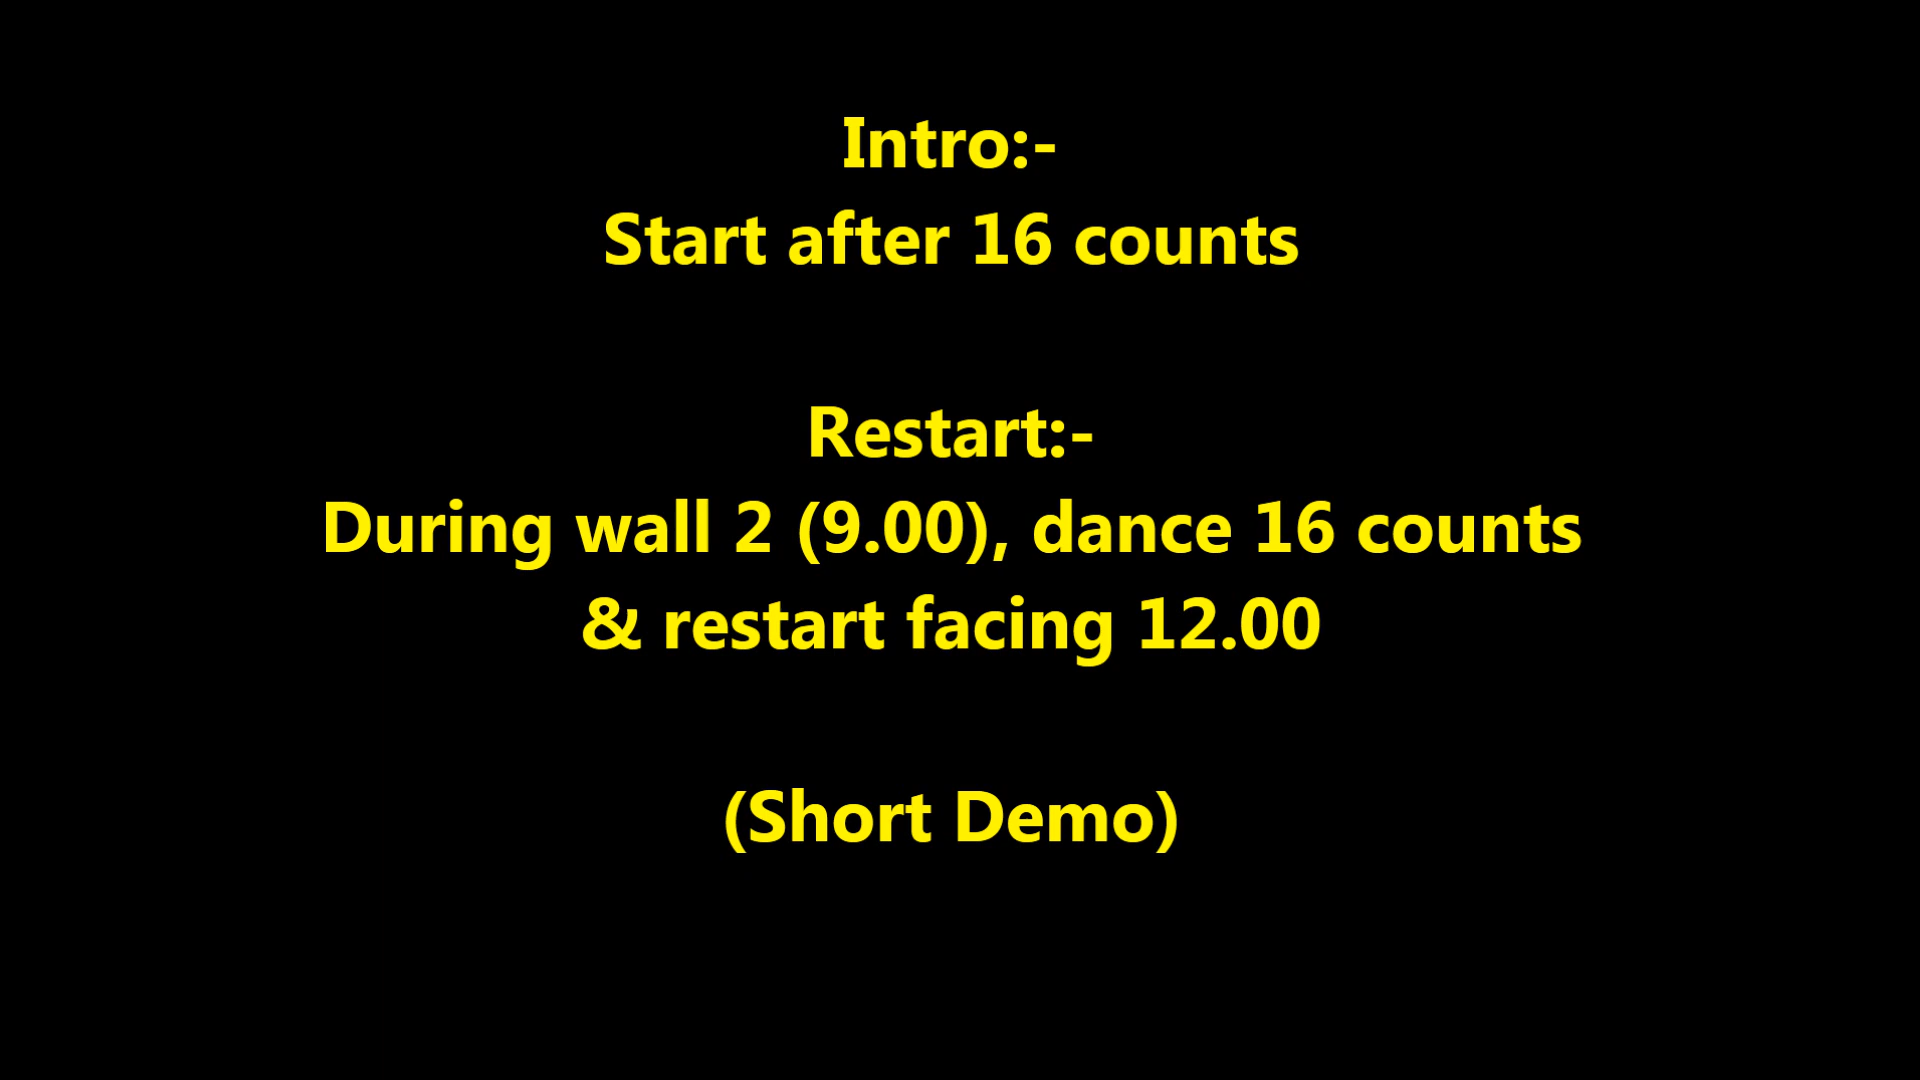 Intro:-
Start after 16 counts
Restart:-
During wall 2 (9.00), dance 16 counts
& restart facing 12.00
(Short Demo)